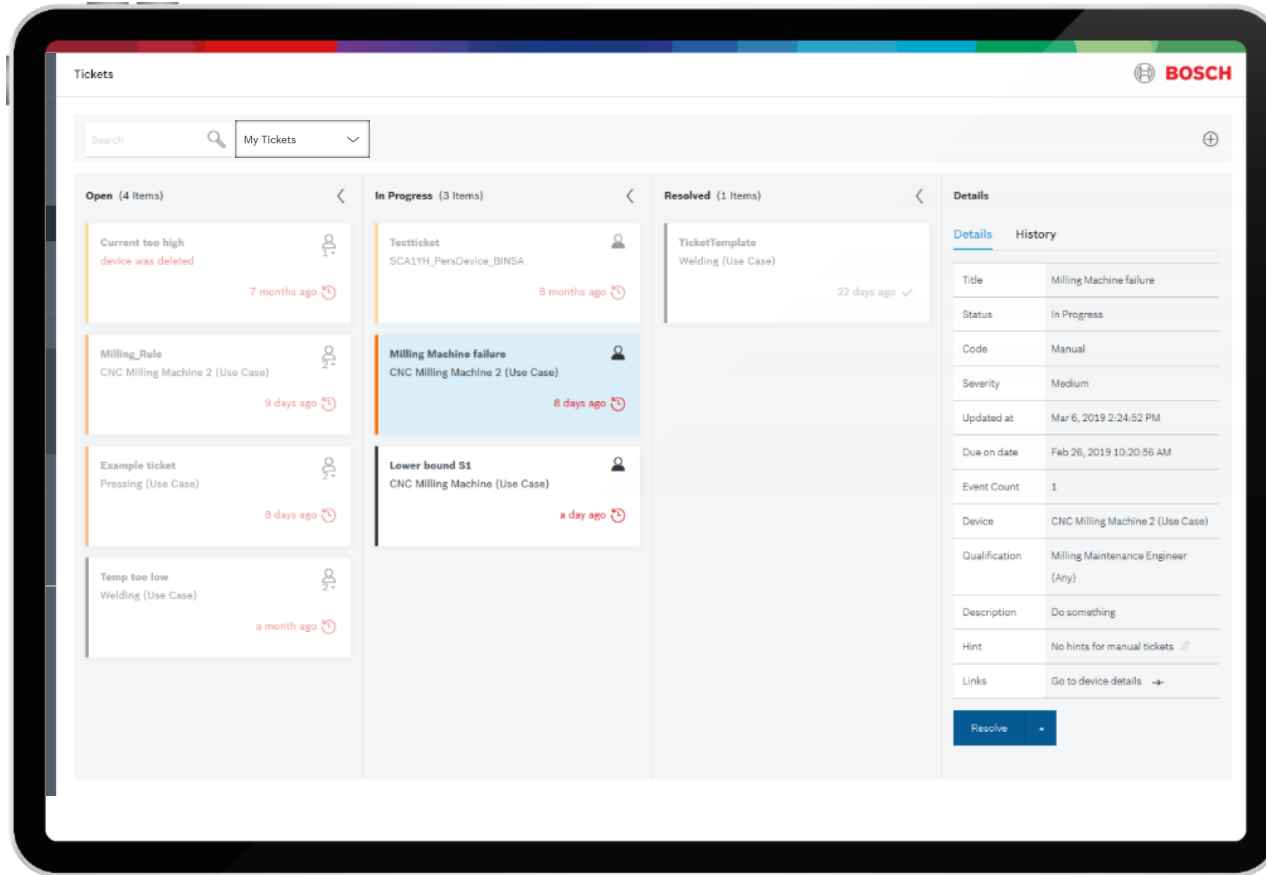 Tickets
BOSCH
Search
My Tickets
Open (4 Items)
Current too high
device was deleted
1
7 months ago
Milling_Rule
CNC Milling Machine 2 (Use Case)
2
9 days ago
Example ticket
Pressing (Use Case)
2
8 days ago
Temp too low
Welding (Use Case)
2
a month ago
In Progress (3 Items)
Testticket
SCA1YH_PersDevice_BINSA
8 months ago
Milling Machine failure
CNC Milling Machine 2 (Use Case)
8 days ago
Lower bound S1
CNC Milling Machine (Use Case)
a day ago
Resolved (1 Items)
TicketTemplate
Welding (Use Case)
22 days ago
Details
Details History
Title Milling Machine failure
Status In Progress
Code Manual
Severity Medium
Updated at Mar 6, 2019 2:24:52 PM
Due on date Feb 26, 2019 10:20:56 AM
Event Count 1
Device CNC Milling Machine 2 (Use Case)
Qualification Milling Maintenance Engineer
(Any)
Description Do something
Hint No hints for manual tickets
Links Go to device details
Resolve